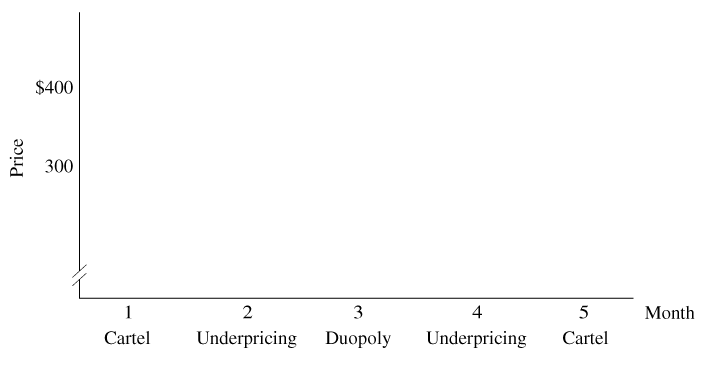 $400
Price
300
1 2 3 4 5 Month
Cartel Underpricing Duopoly Underpricing Cartel